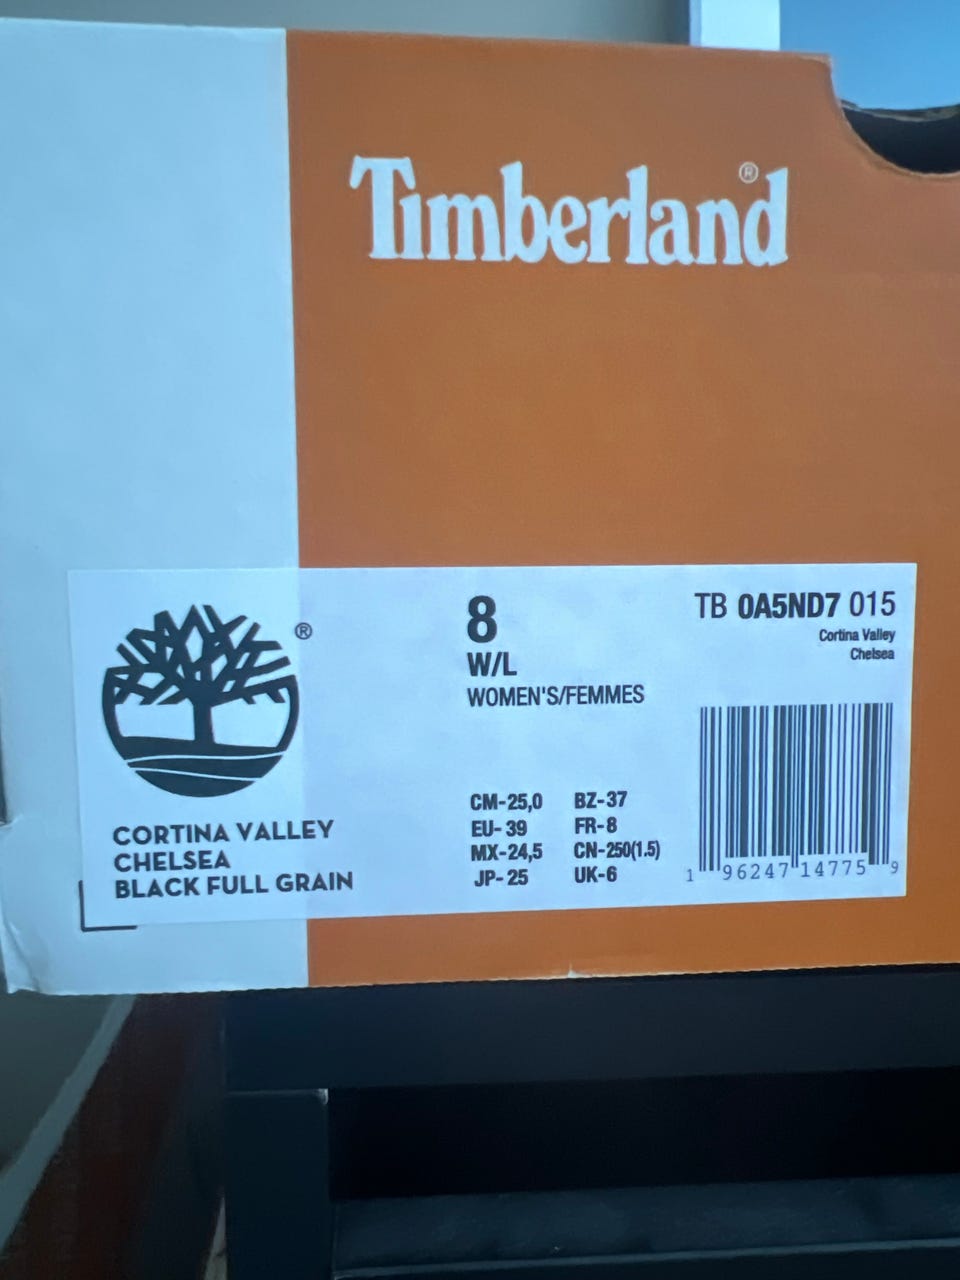 Timberland®
®
CORTINA VALLEY
CHELSEA
BLACK FULL GRAIN
8
W/L
WOMEN'S/FEMMES
CM-25,0 BZ-37
EU- 39 FR-8
MX-24,5 CN-250(1.5)
JP- 25 UK-6
TB 0A5ND7 015
Cortina Valley
Chelsea
1 96247 14775 9